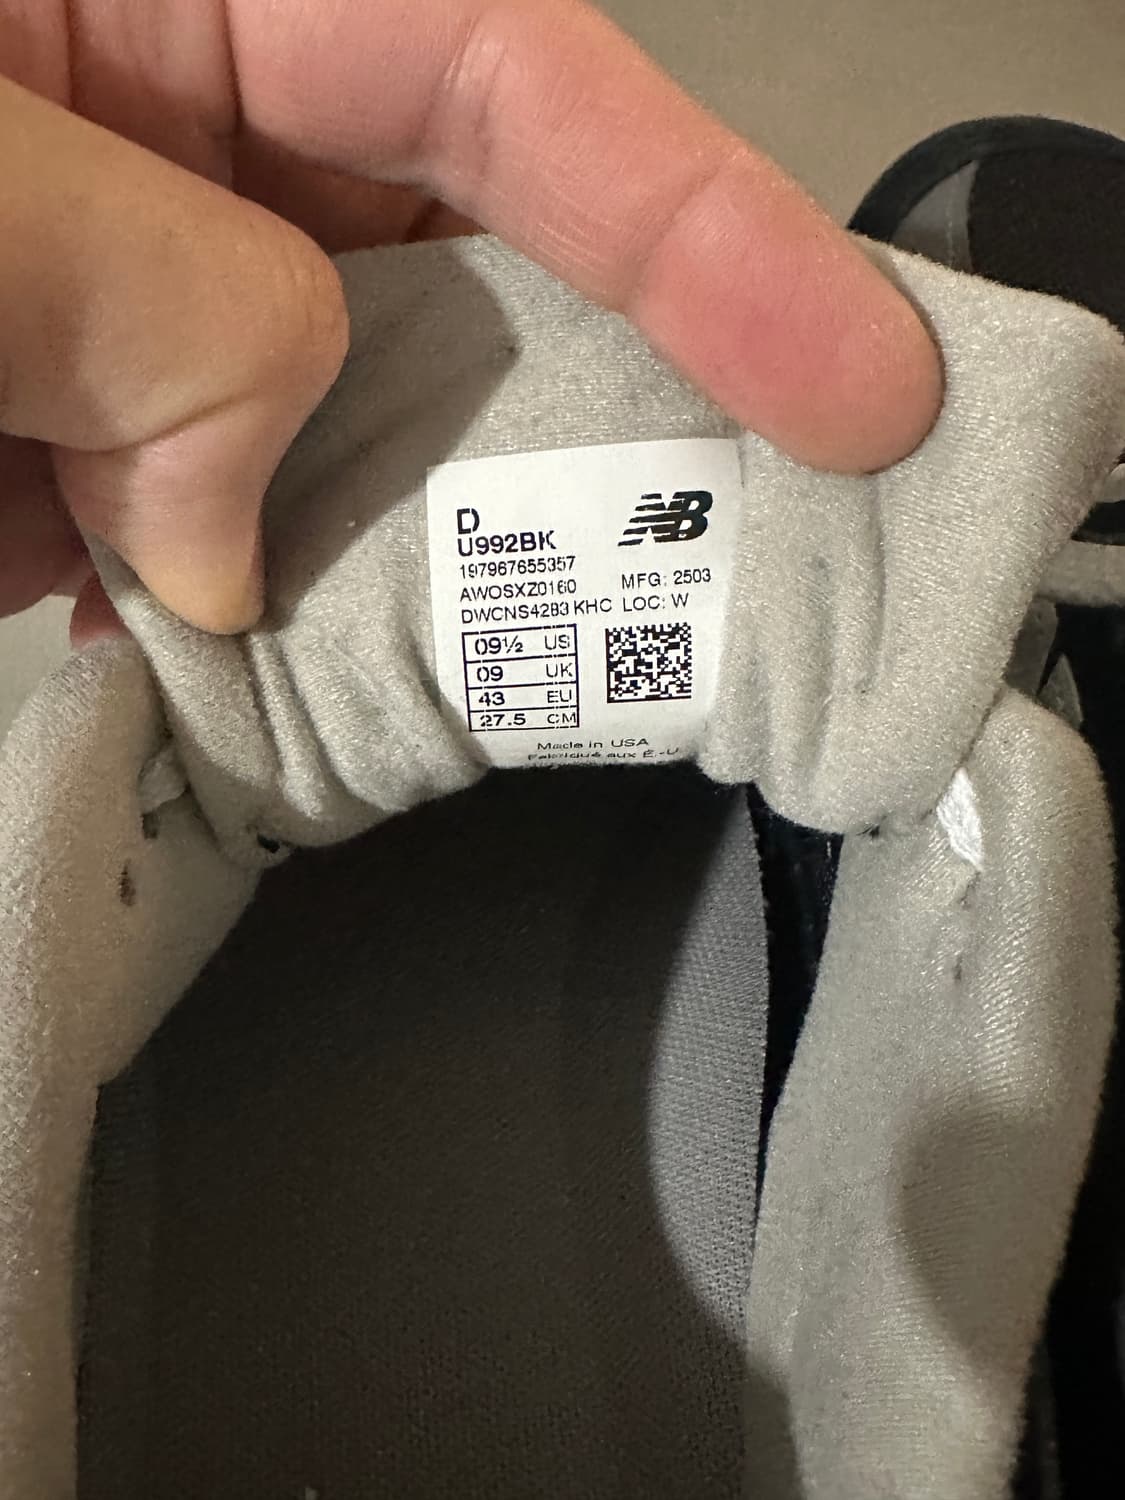 D
NB
U992BK
197967655357
AWOSXZ0160 MFG: 2503
DWCNS42B3 KHC LOC: W
09½ US
09 UK
43 EU
27.5 CM
Made in USA
Fabriqué aux É.-U